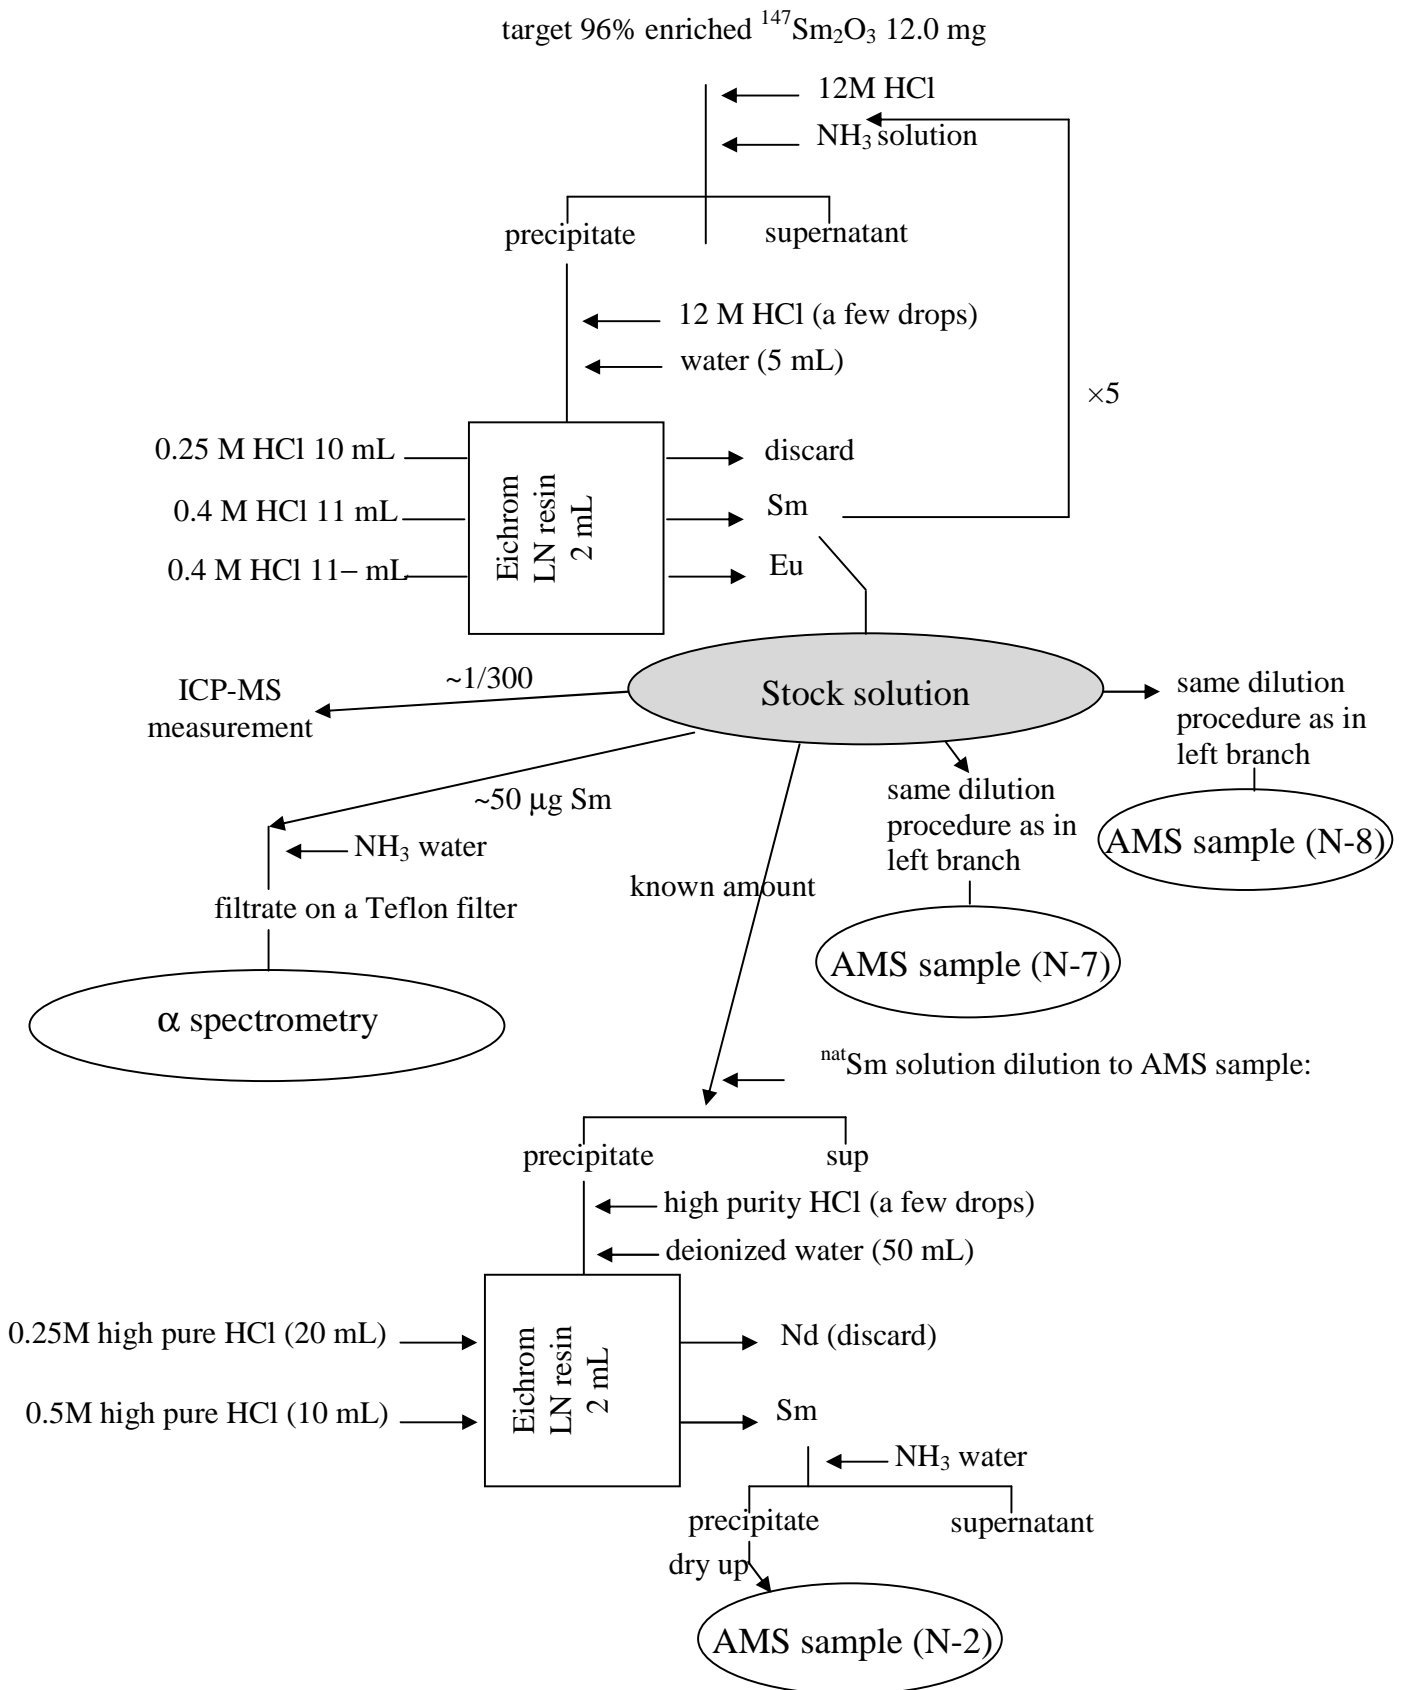 target 96% enriched ¹⁴⁷Sm₂O₃ 12.0 mg
12M HCl
NH₃ solution
precipitate
supernatant
12 M HCl (a few drops)
water (5 mL)
×5
0.25 M HCl 10 mL
discard
0.4 M HCl 11 mL
Sm
0.4 M HCl 11– mL
Eu
Eichrom
LN resin
2 mL
Stock solution
~1/300
ICP-MS
measurement
same dilution
procedure as in
left branch
AMS sample (N-8)
~50 μg Sm
NH₃ water
filtrate on a Teflon filter
α spectrometry
known amount
same dilution
procedure as in
left branch
AMS sample (N-7)
ⁿᵃᵗSm solution dilution to AMS sample:
precipitate
sup
high purity HCl (a few drops)
deionized water (50 mL)
0.25M high pure HCl (20 mL)
Nd (discard)
0.5M high pure HCl (10 mL)
Sm
Eichrom
LN resin
2 mL
NH₃ water
precipitate
supernatant
dry up
AMS sample (N-2)